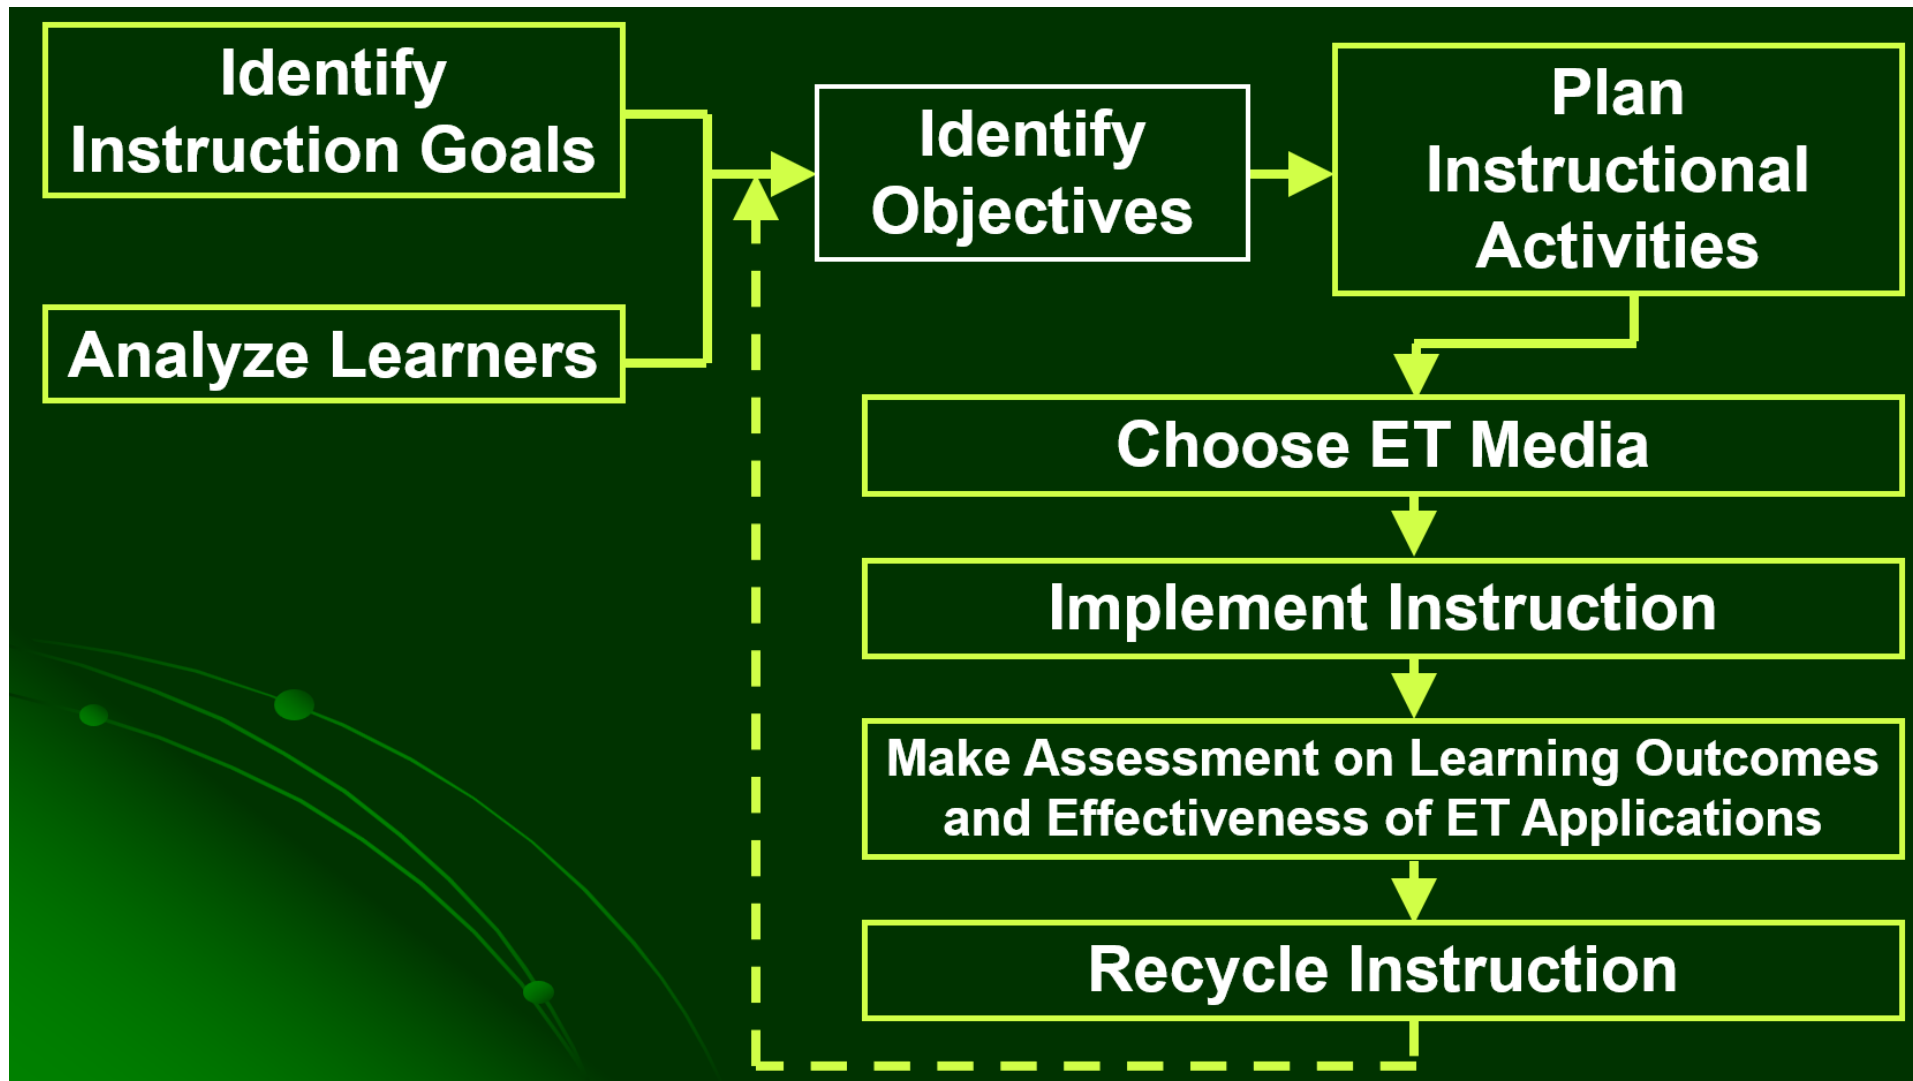 Identify
Instruction Goals
Analyze Learners
Identify
Objectives
Plan
Instructional
Activities
Choose ET Media
Implement Instruction
Make Assessment on Learning Outcomes
and Effectiveness of ET Applications
Recycle Instruction